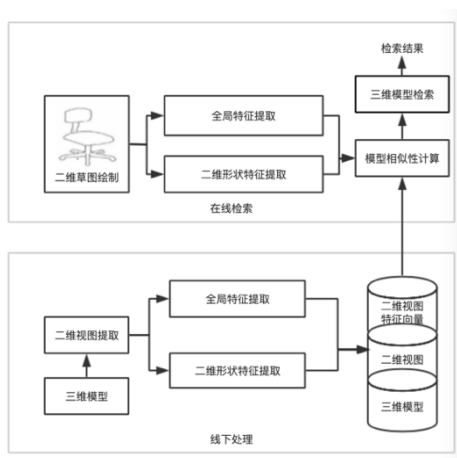 检索结果
三维模型检索
全局特征提取
模型相似性计算
二维草图绘制
二维形状特征提取
在线检索
全局特征提取
二维视图
特征向量
二维视图提取
二维视图
二维形状特征提取
三维模型
三维模型
线下处理